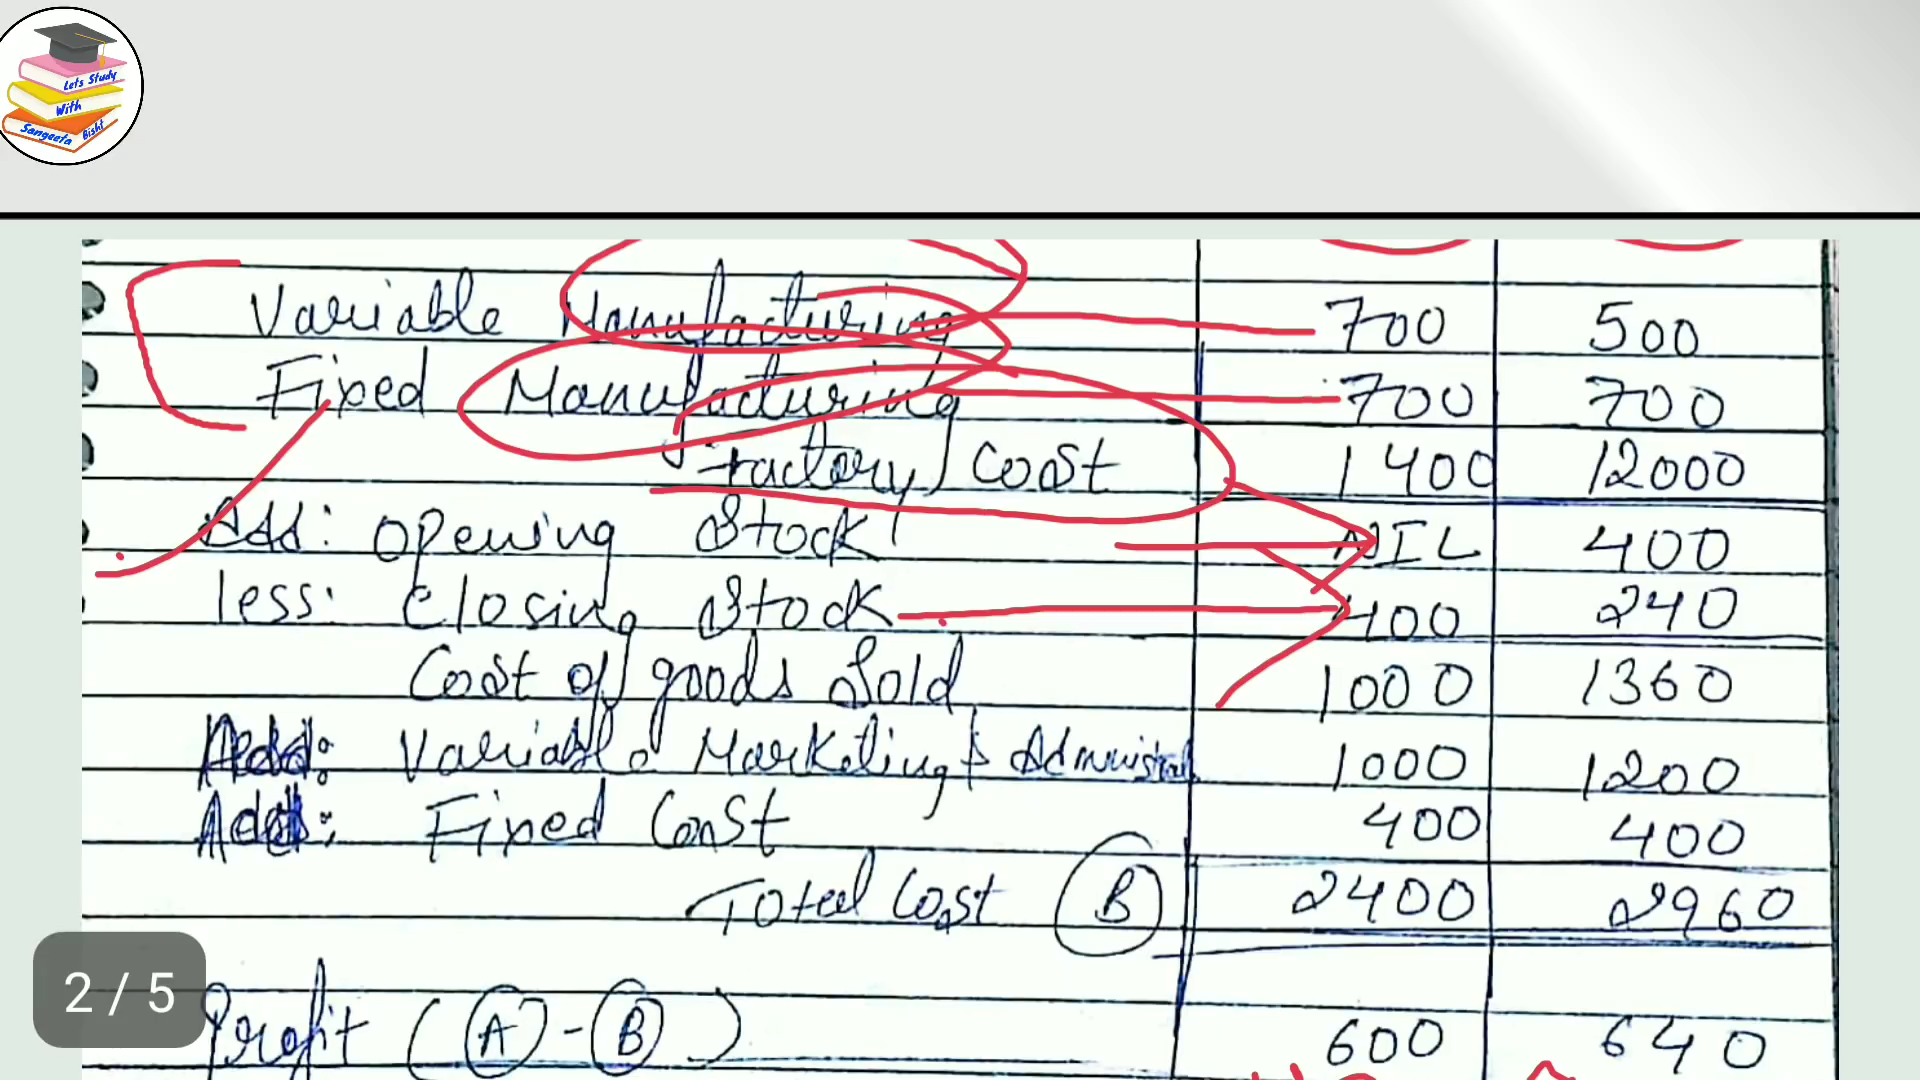 Lets Study
With
Sangeeta Bisht
Variable Manufacturing 700 500
Fixed Manufacturing 700 700
Factory Cost 1400 12000
Add: Opening Stock NIL 400
less: Closing Stock 400 240
Cost of goods Sold 1000 1360
Add: Variable Marketing & 1000 1200
Add: Fixed Cost 400 400
Total Cost B 2400 2960
2 / 5
Profit (A - B) 600 640